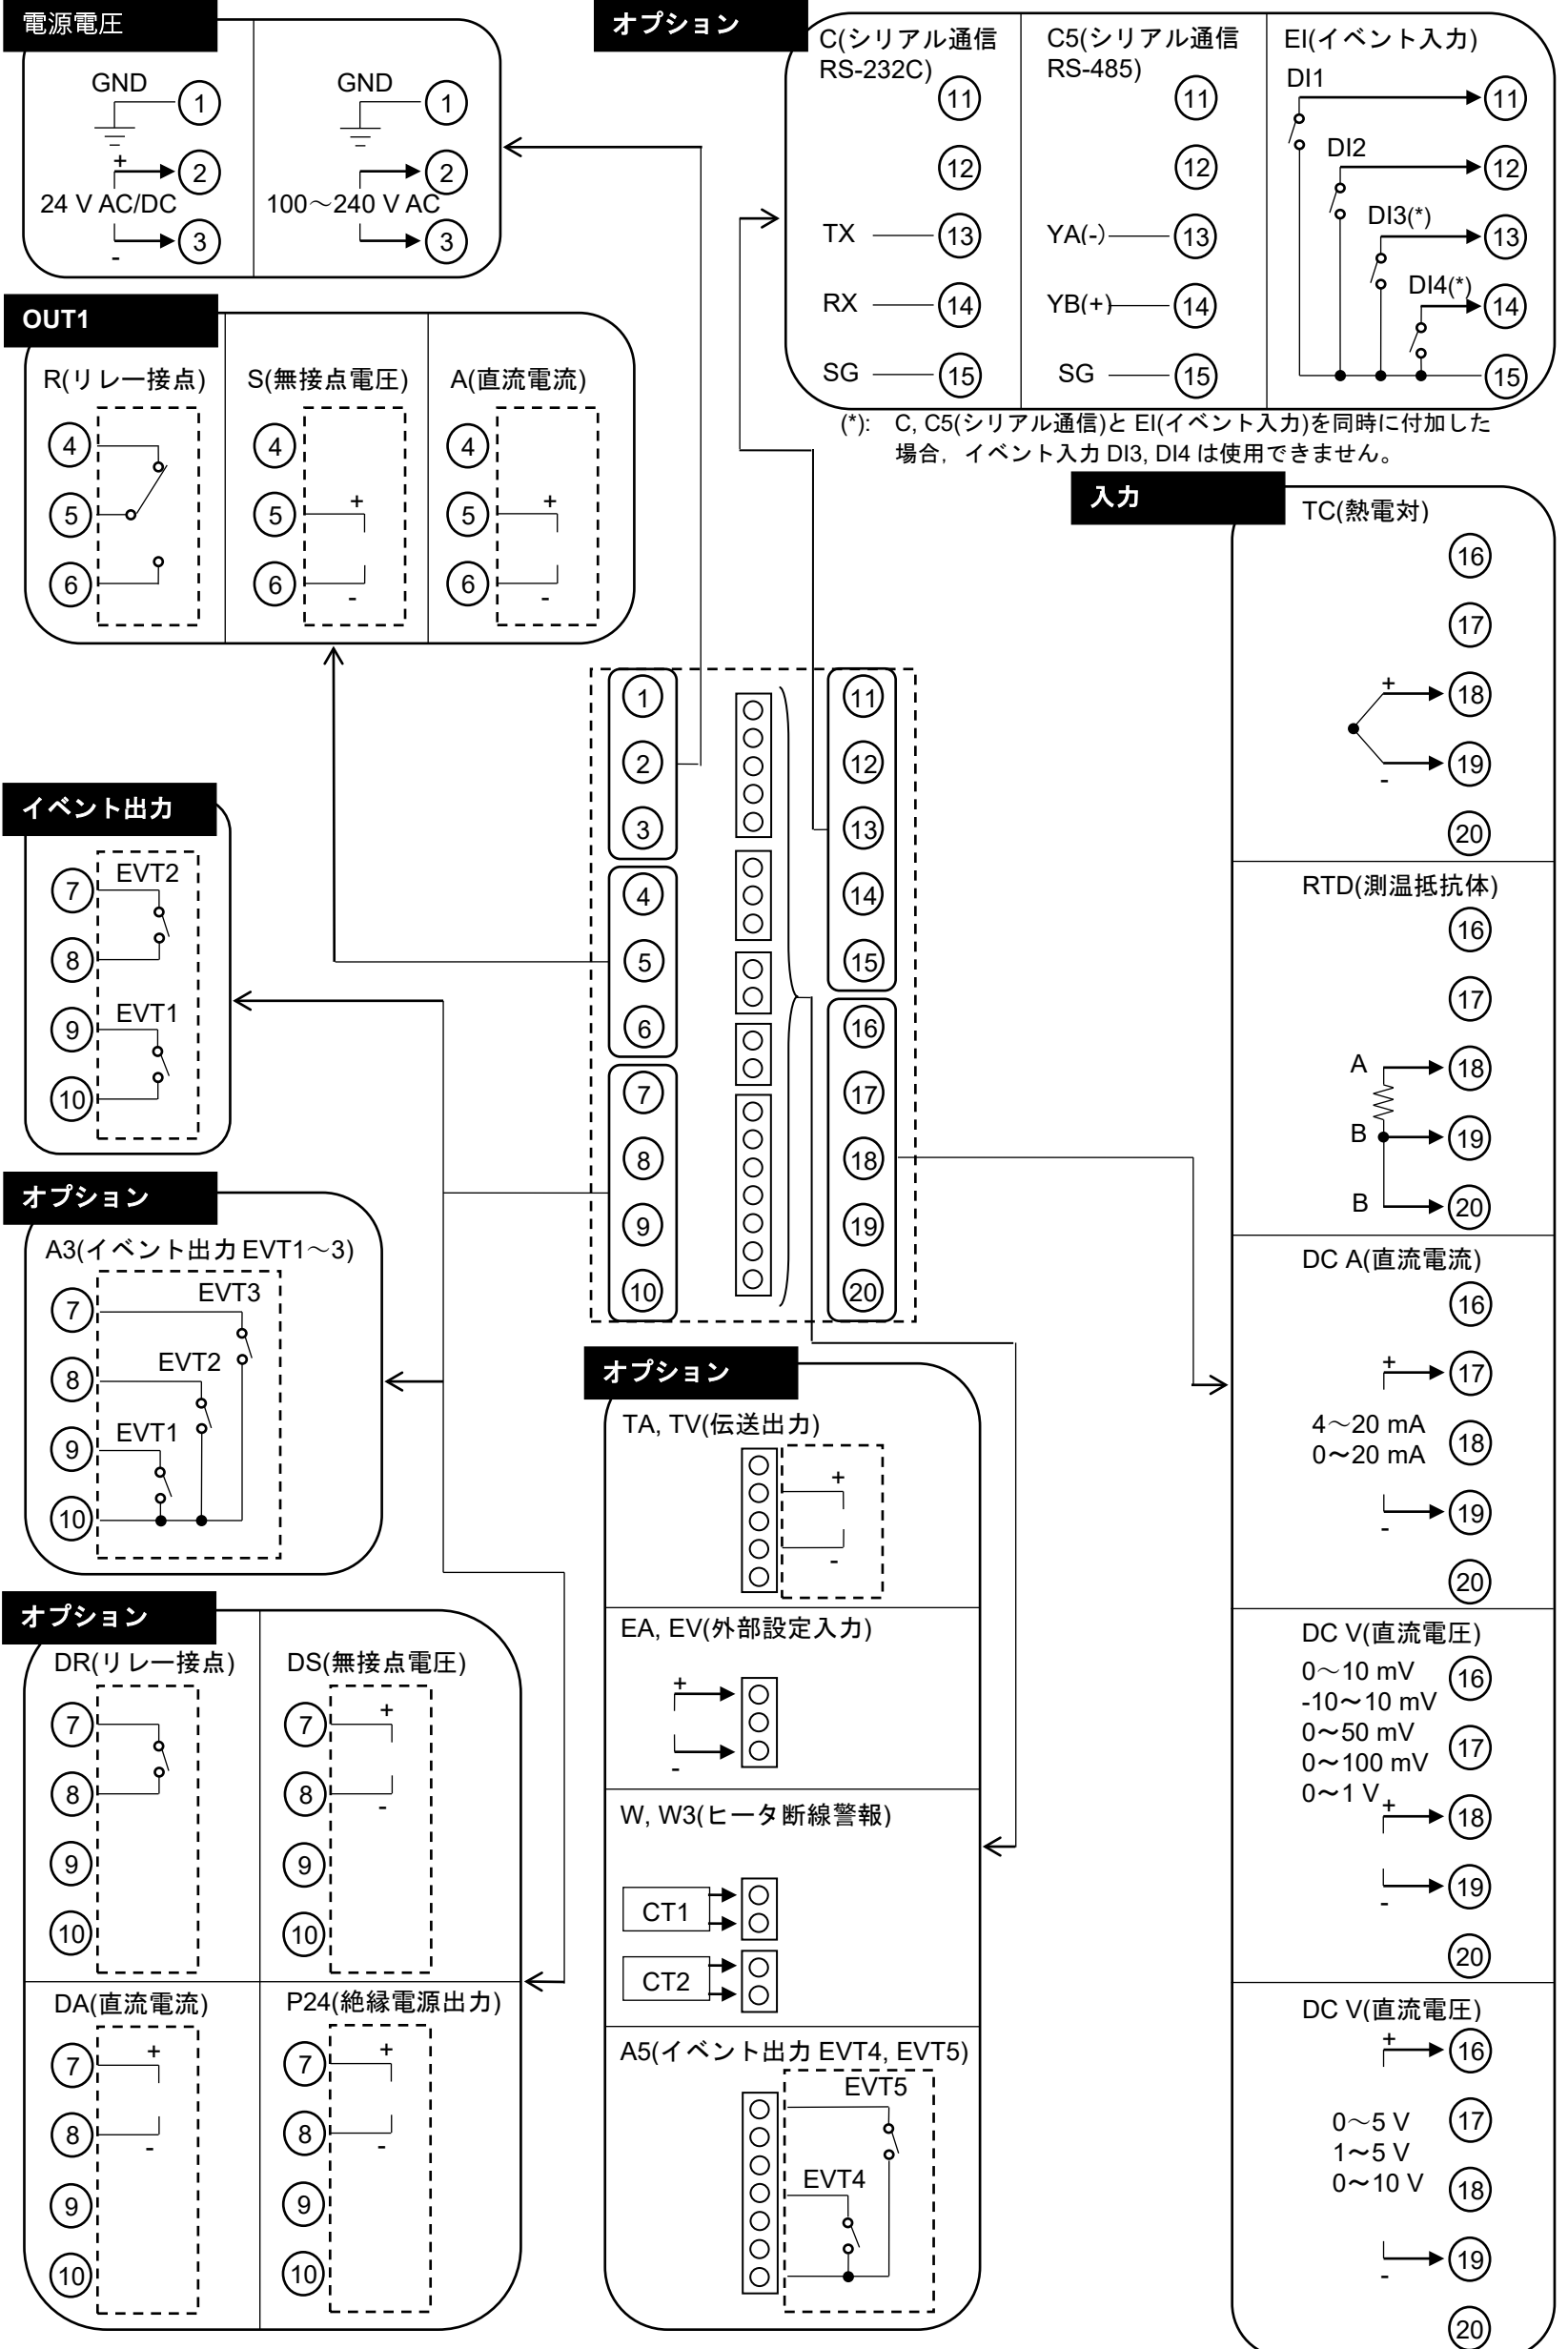 電源電圧
GND
1
+
2
24 V AC/DC
3
-
GND
1
2
100～240 V AC
3
オプション
C(シリアル通信
RS-232C)
11
12
TX
13
RX
14
SG
15
C5(シリアル通信
RS-485)
11
12
YA(-)
13
YB(+)
14
SG
15
EI(イベント入力)
DI1
11
DI2
12
DI3(*)
13
DI4(*)
14
15
(*): C, C5(シリアル通信)と EI(イベント入力)を同時に付加した
場合，イベント入力 DI3, DI4 は使用できません。
OUT1
R(リレー接点)
4
5
6
S(無接点電圧)
4
5
+
6
-
A(直流電流)
4
5
+
6
-
1
2
3
4
5
6
7
8
9
10
11
12
13
14
15
16
17
18
19
20
イベント出力
EVT2
7
8
EVT1
9
10
オプション
A3(イベント出力 EVT1～3)
EVT3
7
EVT2
8
EVT1
9
10
オプション
DR(リレー接点)
7
8
9
10
DS(無接点電圧)
+
7
8
-
9
10
DA(直流電流)
+
7
8
-
9
10
P24(絶縁電源出力)
+
7
8
-
9
10
オプション
TA, TV(伝送出力)
+
-
EA, EV(外部設定入力)
+
-
W, W3(ヒータ断線警報)
CT1
CT2
A5(イベント出力 EVT4, EVT5)
EVT5
EVT4
入力
TC(熱電対)
16
17
+
18
19
-
20
RTD(測温抵抗体)
16
17
A
18
B
19
B
20
DC A(直流電流)
16
+
17
4～20 mA
0～20 mA
18
19
-
20
DC V(直流電圧)
0～10 mV
16
-10～10 mV
0～50 mV
17
0～100 mV
0～1 V
+
18
19
-
20
DC V(直流電圧)
+
16
17
0～5 V
1～5 V
0～10 V
18
19
-
20